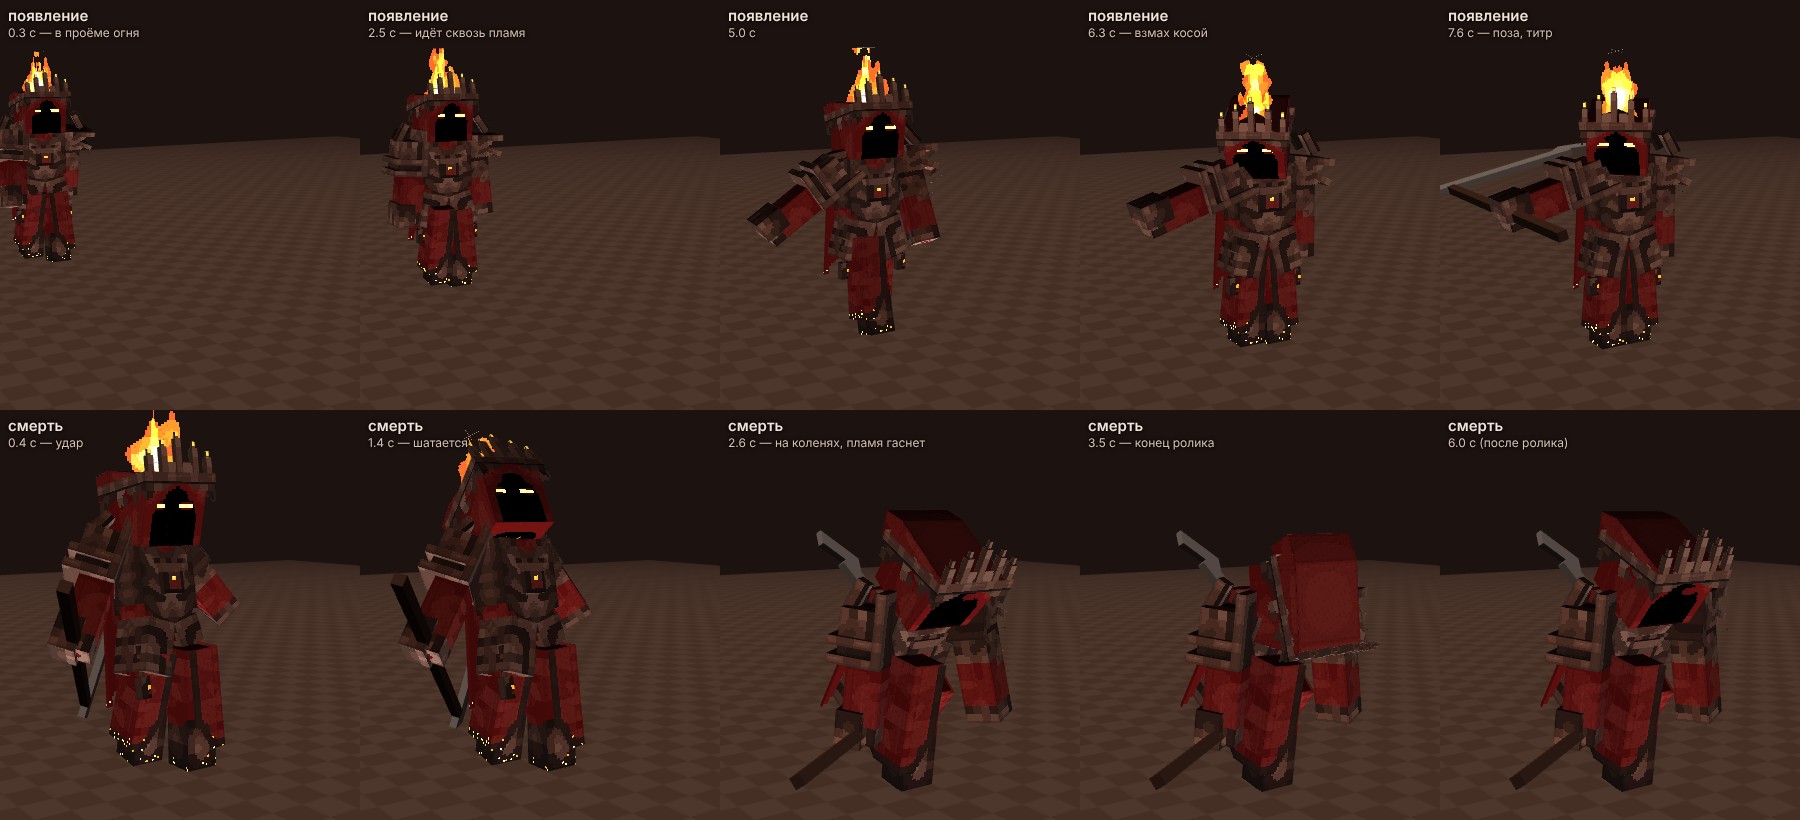 появление
0.3 с — в проёме огня
появление
2.5 с — идёт сквозь пламя
появление
5.0 с
появление
6.3 с — взмах косой
появление
7.6 с — поза, титр
смерть
0.4 с — удар
смерть
1.4 с — шатается
смерть
2.6 с — на коленях, пламя гаснет
смерть
3.5 с — конец ролика
смерть
6.0 с (после ролика)